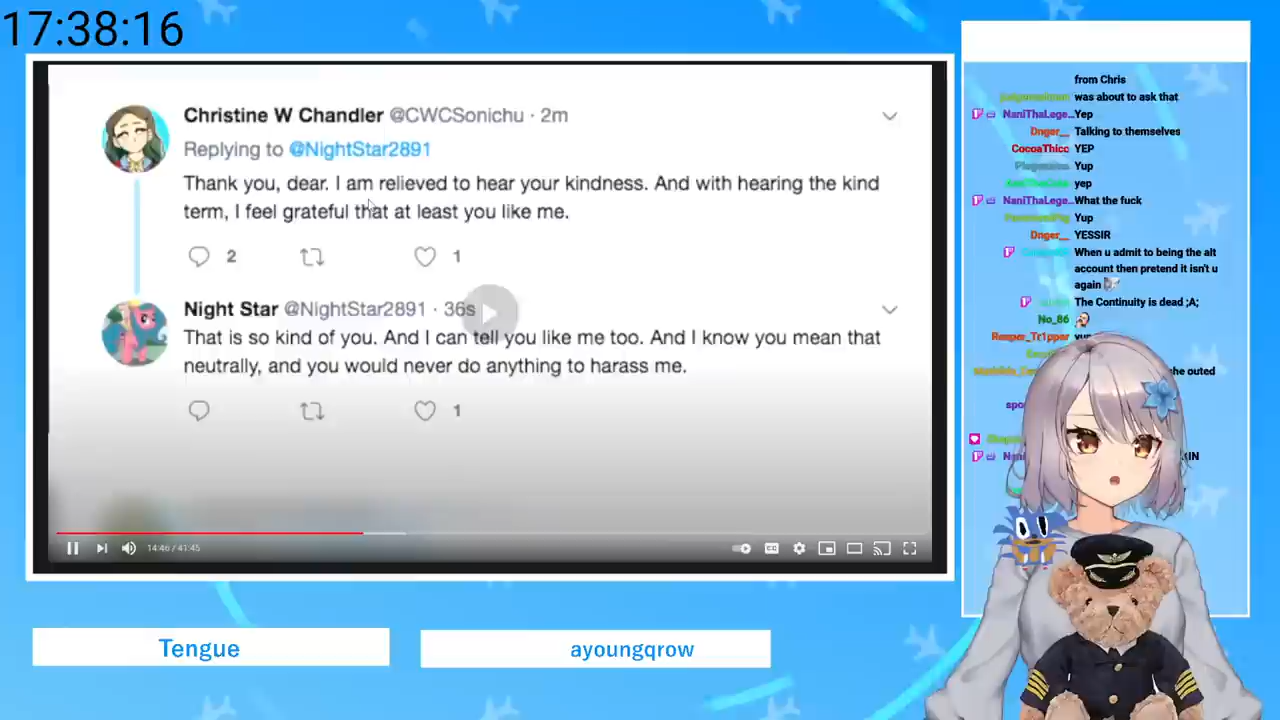 17:38:16
Christine W Chandler @CWCSonichu · 2m
Replying to @NightStar2891
Thank you, dear. I am relieved to hear your kindness. And with hearing the kind
term, I feel grateful that at least you like me.
2
1
Night Star @NightStar2891 · 36s
That is so kind of you. And I can tell you like me too. And I know you mean that
neutrally, and you would never do anything to harass me.
1
14:46 / 41:45
CC
Tengue
ayoungqrow
from Chris
was about to ask that
NaniThaLege... Yep
Dnger__ Talking to themselves
CocoaThicc YEP
Yup
yep
NaniThaLege... What the fuck
Yup
Dnger__ YESSIR
When u admit to being the alt
account then pretend it isn't u
again
The Continuity is dead ;A;
No_86
Reaper_Tr1pper
she outed